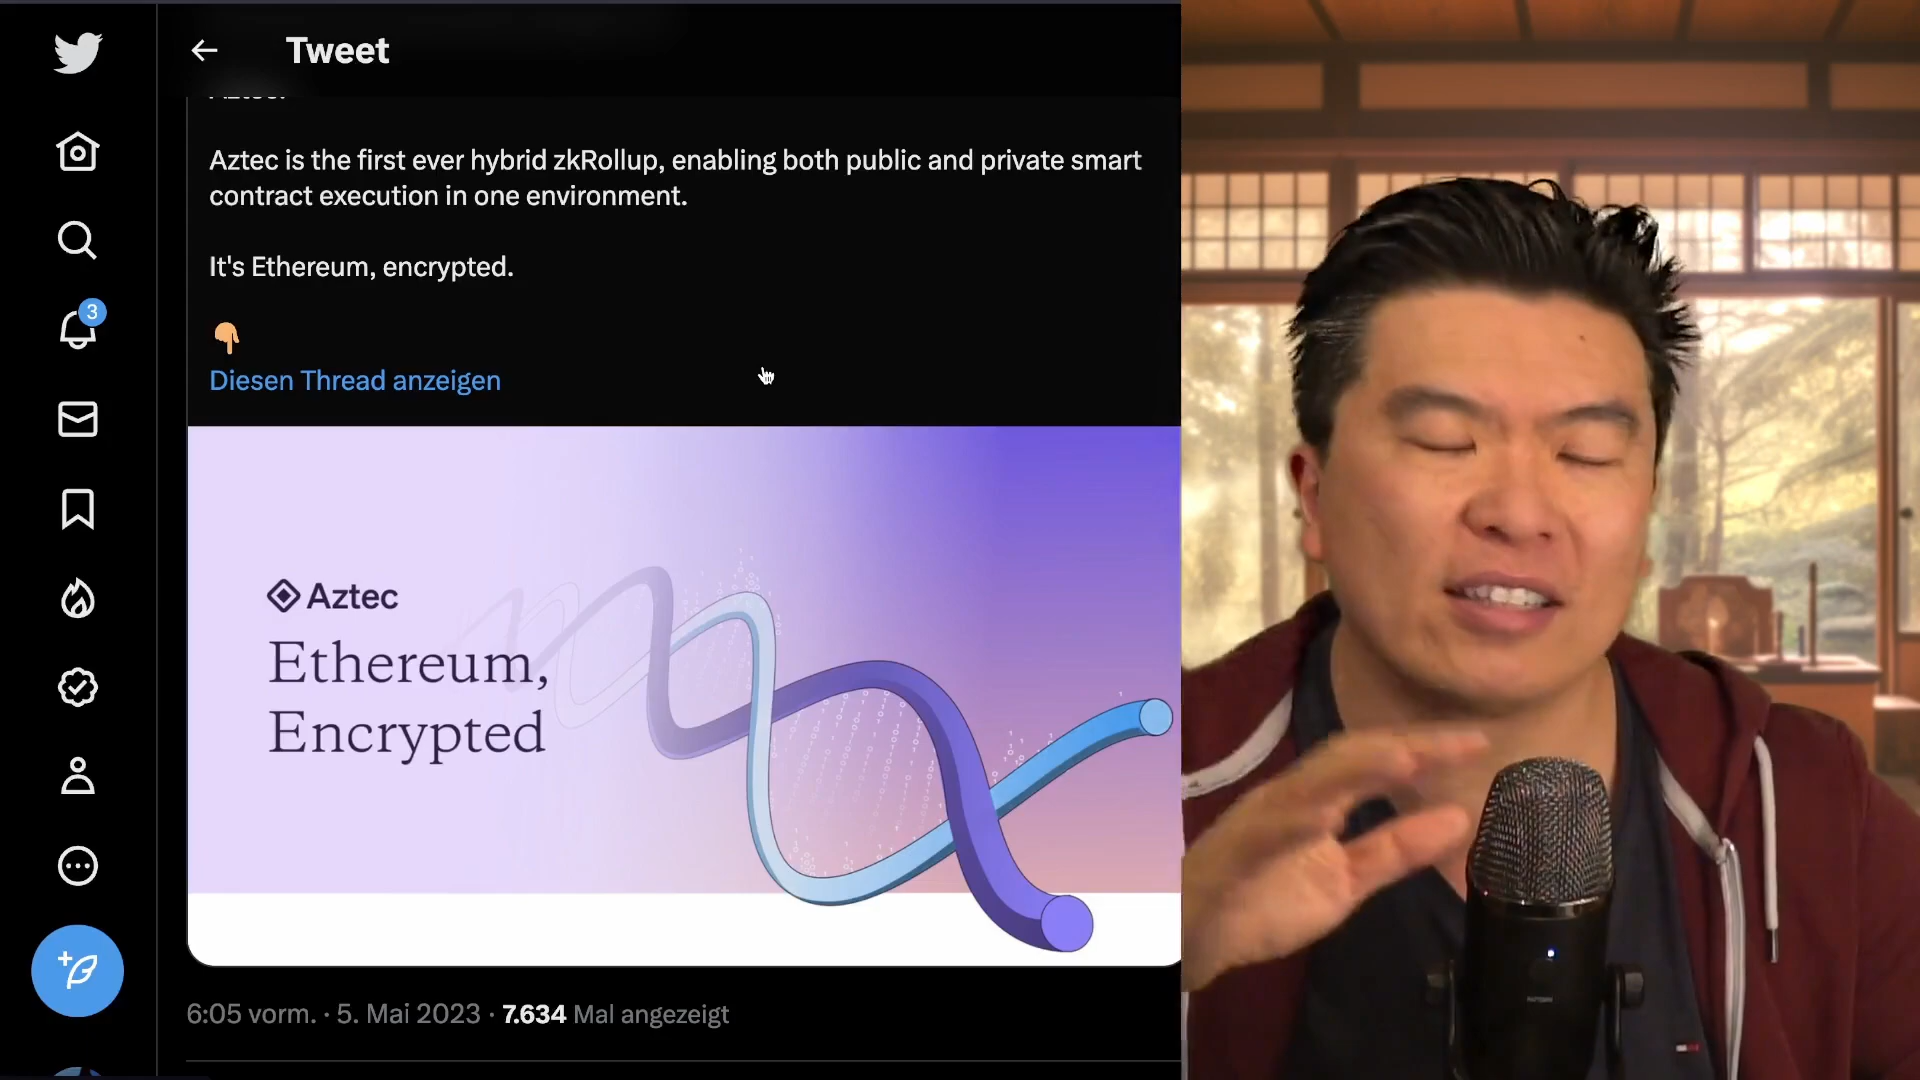 Tweet
Aztec is the first ever hybrid zkRollup, enabling both public and private smart
contract execution in one environment.
It's Ethereum, encrypted.
3
Diesen Thread anzeigen
Aztec
Ethereum,
Encrypted
6:05 vorm. · 5. Mai 2023 · 7.634 Mal angezeigt